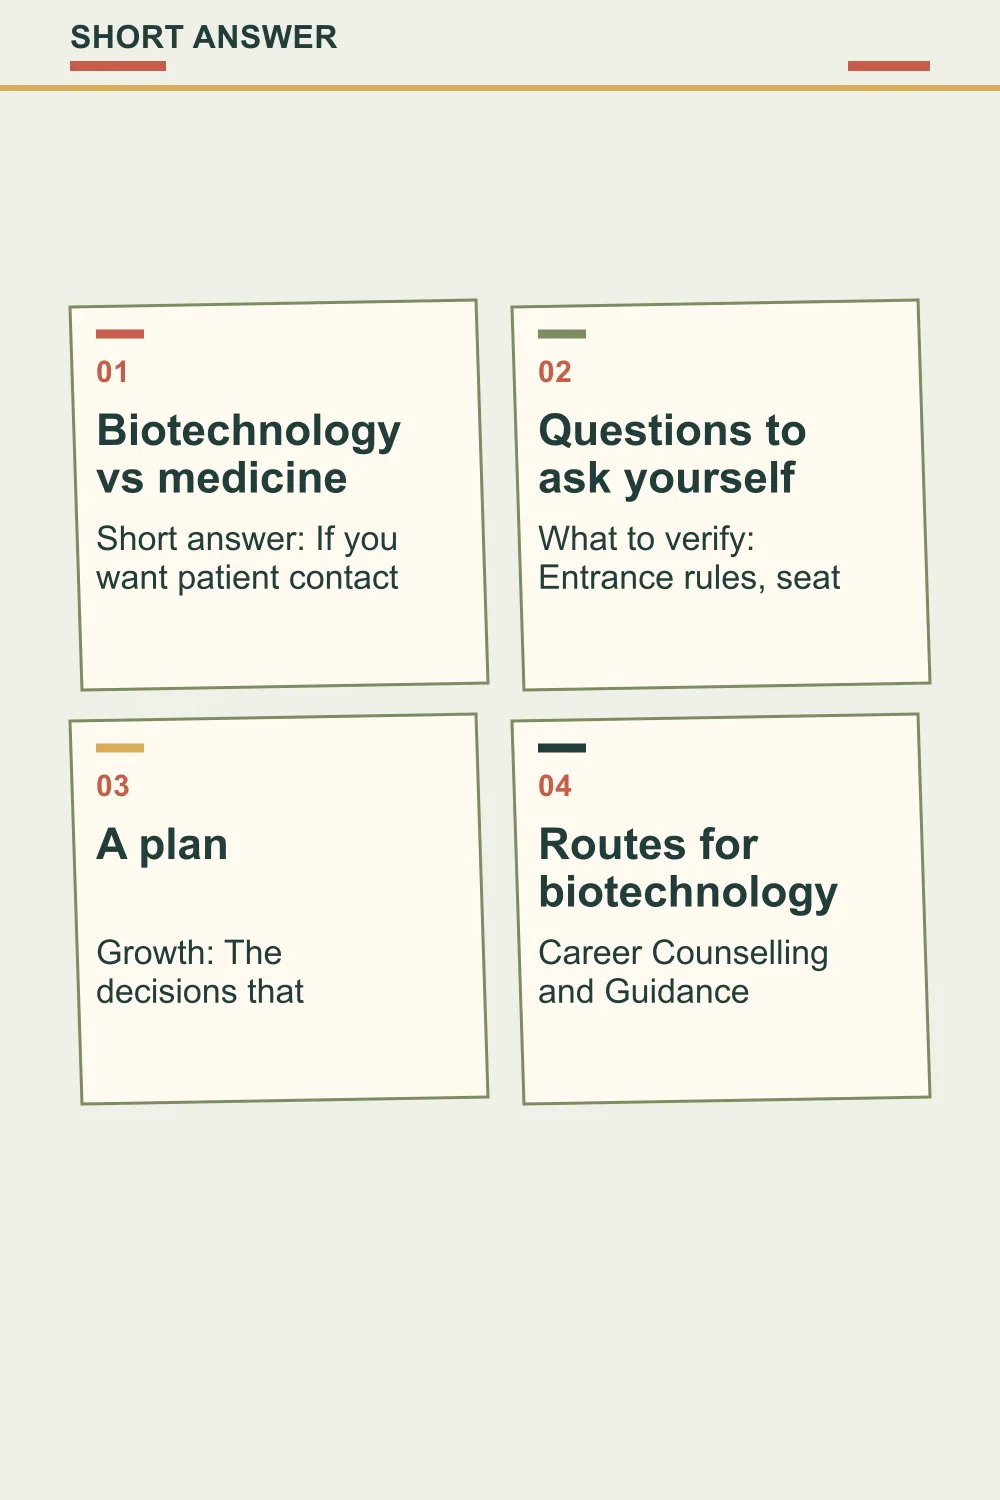 SHORT ANSWER
01
Biotechnology
vs medicine
Short answer: If you
want patient contact
02
Questions to
ask yourself
What to verify:
Entrance rules, seat
03
A plan
Growth: The
decisions that
04
Routes for
biotechnology
Career Counselling
and Guidance